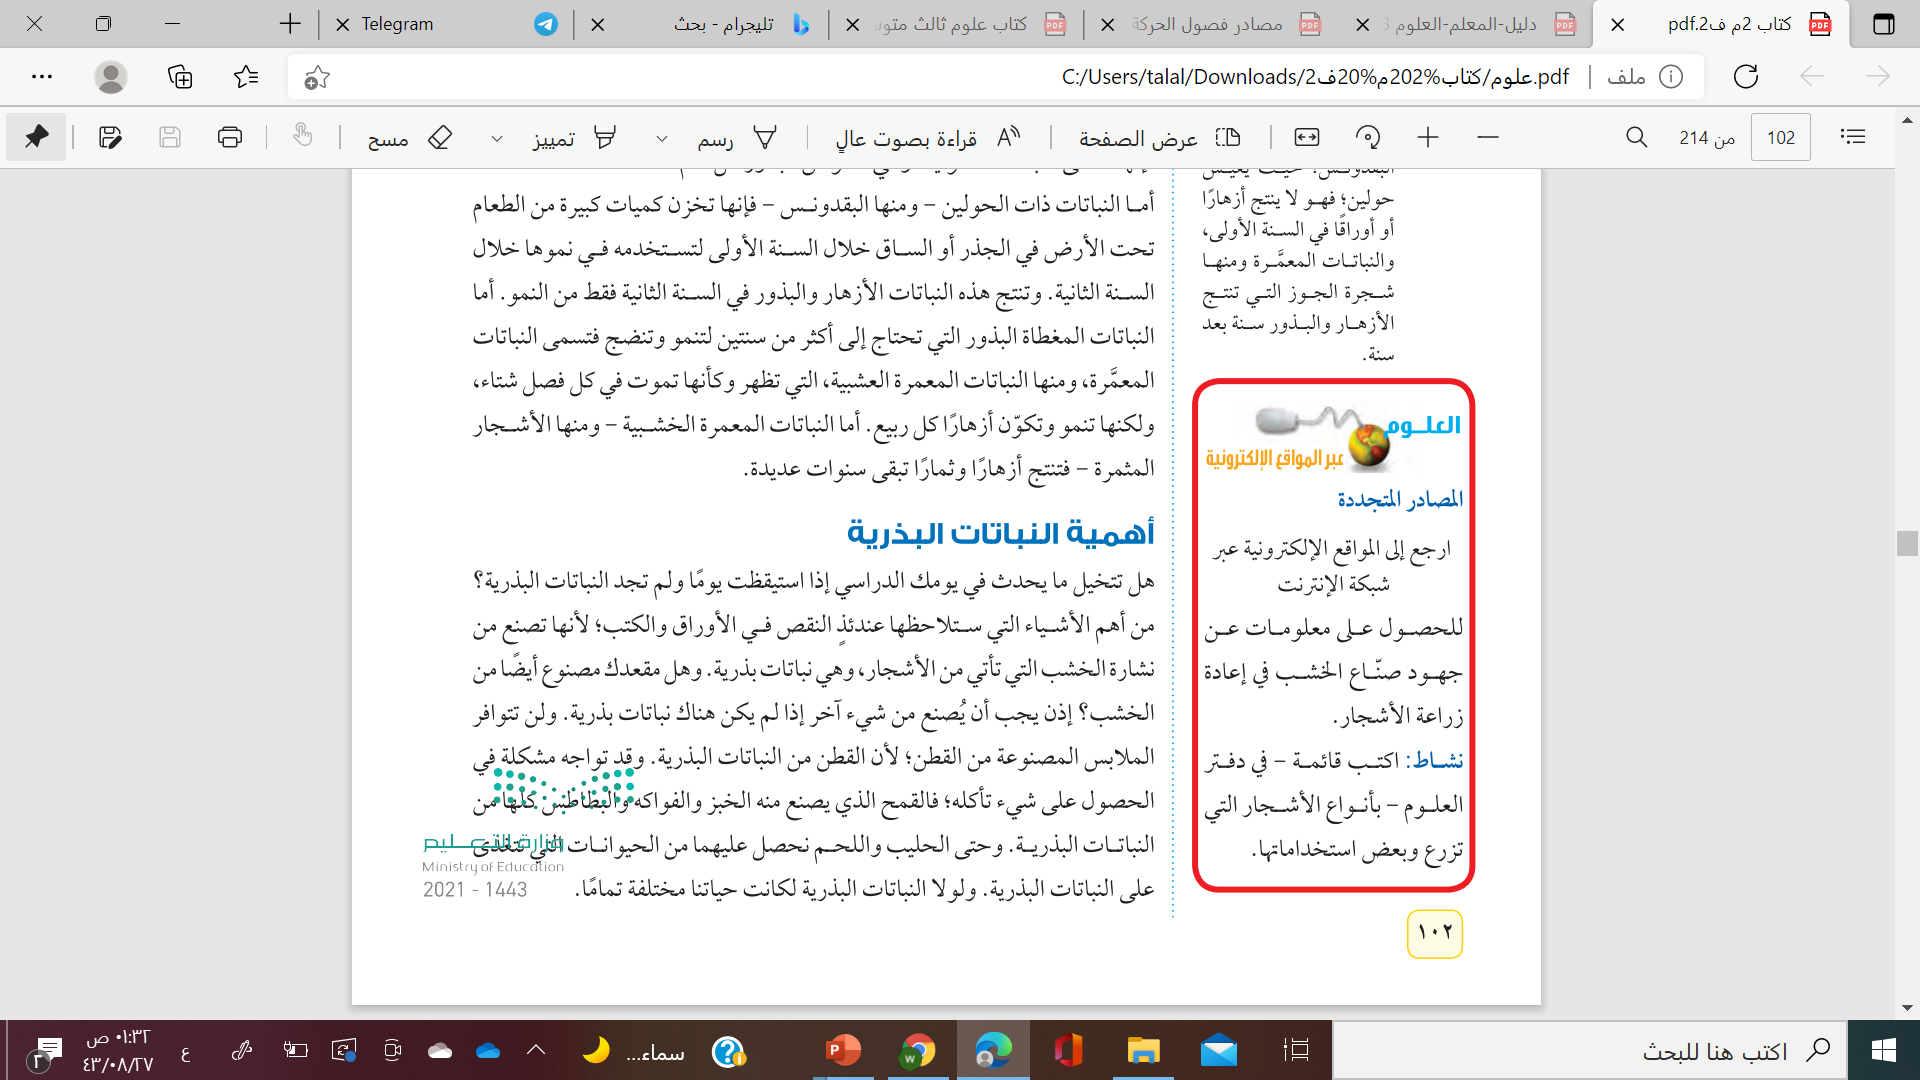 كتاب 2م ف2.pdf
دليل-المعلم-العلوم
مصادر فصول الحركة
كتاب علوم ثالث متوس
تليجرام - بحث
Telegram
ملف
C:/Users/talal/Downloads/علوم/كتاب%202م%20ف2.pdf
102
من 214
عرض الصفحة
قراءة بصوت عالٍ
رسم
تمييز
مسح
حولين؛ فهو لا ينتج أزهارًا
أو أوراقًا في السنة الأولى،
والنباتات المعمَّرة ومنها
شجرة الجوز التي تنتج
الأزهار والبذور سنة بعد
سنة.
العلوم
عبر المواقع الإلكترونية
المصادر المتجددة
ارجع إلى المواقع الإلكترونية عبر
شبكة الإنترنت
للحصول على معلومات عن
جهود صنّاع الخشب في إعادة
زراعة الأشجار.
نشاط: اكتب قائمة – في دفتر
العلوم – بأنواع الأشجار التي
تزرع وبعض استخداماتها.
١٠٢
أما النباتات ذات الحولين – ومنها البقدونس – فإنها تخزن كميات كبيرة من الطعام
تحت الأرض في الجذر أو الساق خلال السنة الأولى لتستخدمه في نموها خلال
السنة الثانية. وتنتج هذه النباتات الأزهار والبذور في السنة الثانية فقط من النمو. أما
النباتات المغطاة البذور التي تحتاج إلى أكثر من سنتين لتنمو وتنضج فتسمى النباتات
المعمَّرة، ومنها النباتات المعمرة العشبية، التي تظهر وكأنها تموت في كل فصل شتاء،
ولكنها تنمو وتكوّن أزهارًا كل ربيع. أما النباتات المعمرة الخشبية – ومنها الأشجار
المثمرة – فتنتج أزهارًا وثمارًا تبقى سنوات عديدة.
أهمية النباتات البذرية
هل تتخيل ما يحدث في يومك الدراسي إذا استيقظت يومًا ولم تجد النباتات البذرية؟
من أهم الأشياء التي ستلاحظها عندئذٍ النقص في الأوراق والكتب؛ لأنها تصنع من
نشارة الخشب التي تأتي من الأشجار، وهي نباتات بذرية. وهل مقعدك مصنوع أيضًا من
الخشب؟ إذن يجب أن يُصنع من شيء آخر إذا لم يكن هناك نباتات بذرية. ولن تتوافر
الملابس المصنوعة من القطن؛ لأن القطن من النباتات البذرية. وقد تواجه مشكلة في
الحصول على شيء تأكله؛ فالقمح الذي يصنع منه الخبز والفواكه والبطاطس كلها من
النباتات البذرية. وحتى الحليب واللحم نحصل عليهما من الحيوانات التي تتغذى
على النباتات البذرية. ولولا النباتات البذرية لكانت حياتنا مختلفة تمامًا.
وزارة التعليم
Ministry of Education
2021 - 1443
اكتب هنا للبحث
سماء...
ع
٠١:٣٢ ص
٤٣/٠٨/٢٧
٣